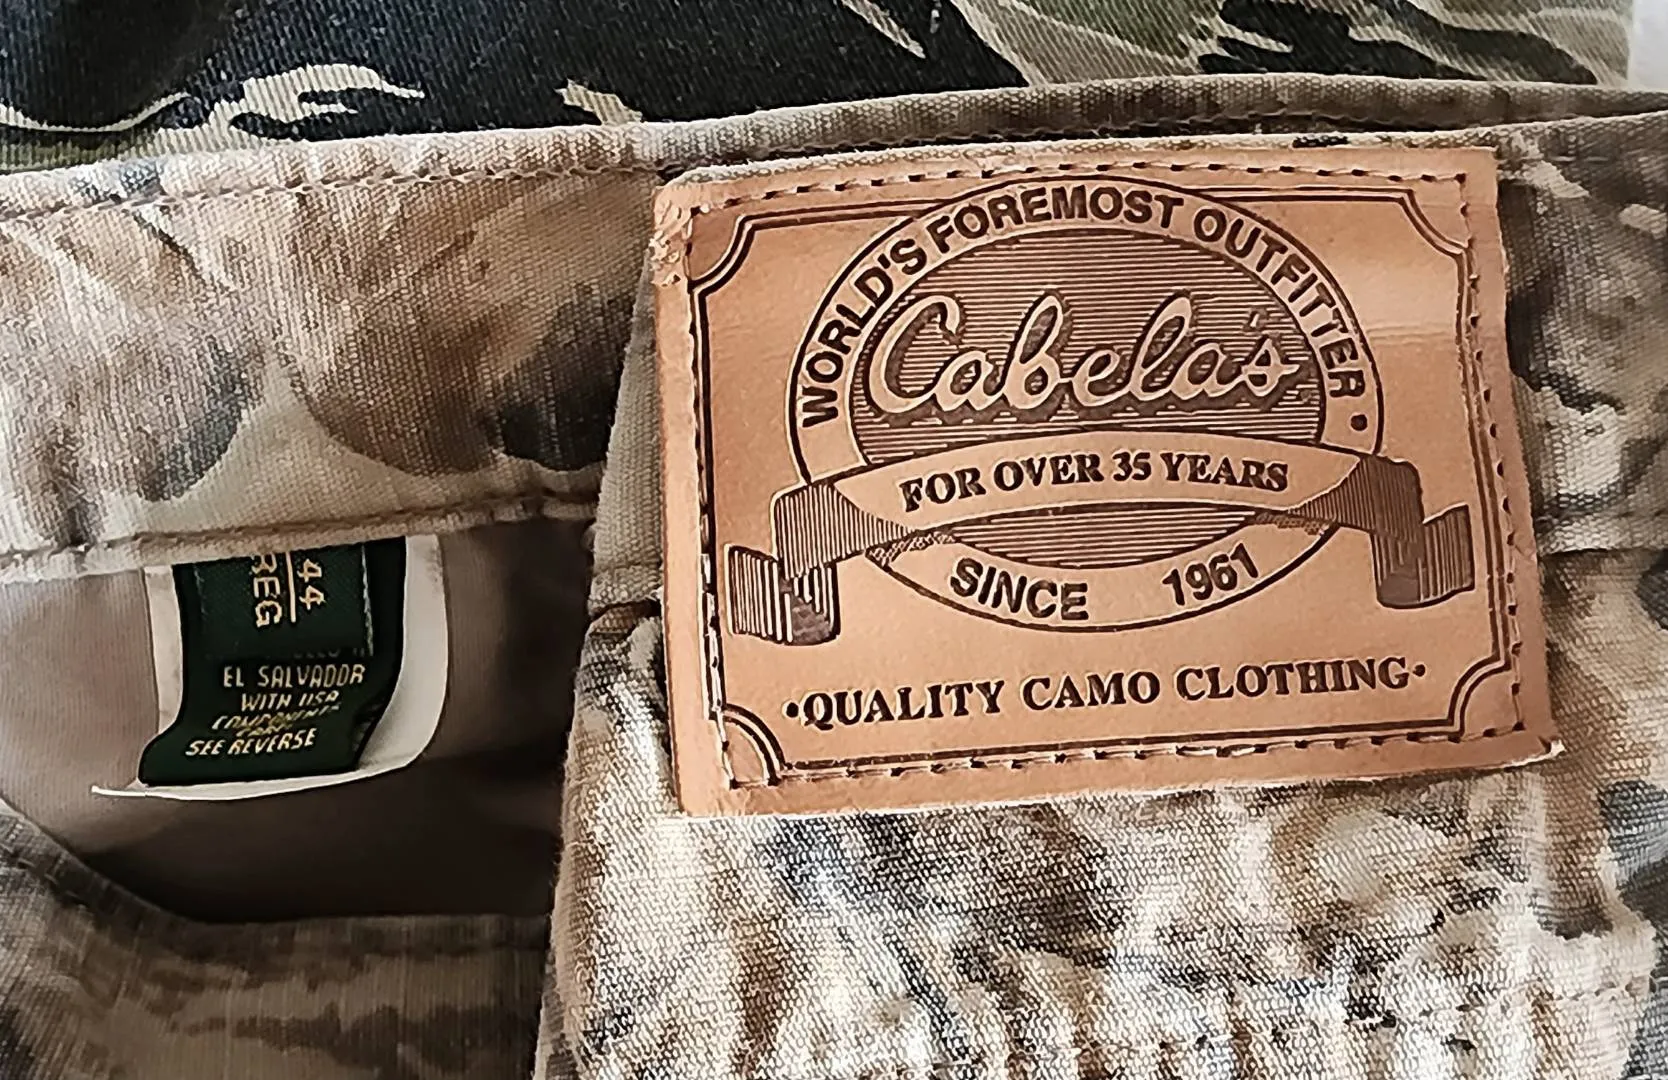 WORLD'S FOREMOST OUTFITTER •
Cabela's
FOR OVER 35 YEARS
SINCE 1961
•QUALITY CAMO CLOTHING•
44
REG
EL SALVADOR
WITH USA
COMPONENTS
SEE REVERSE